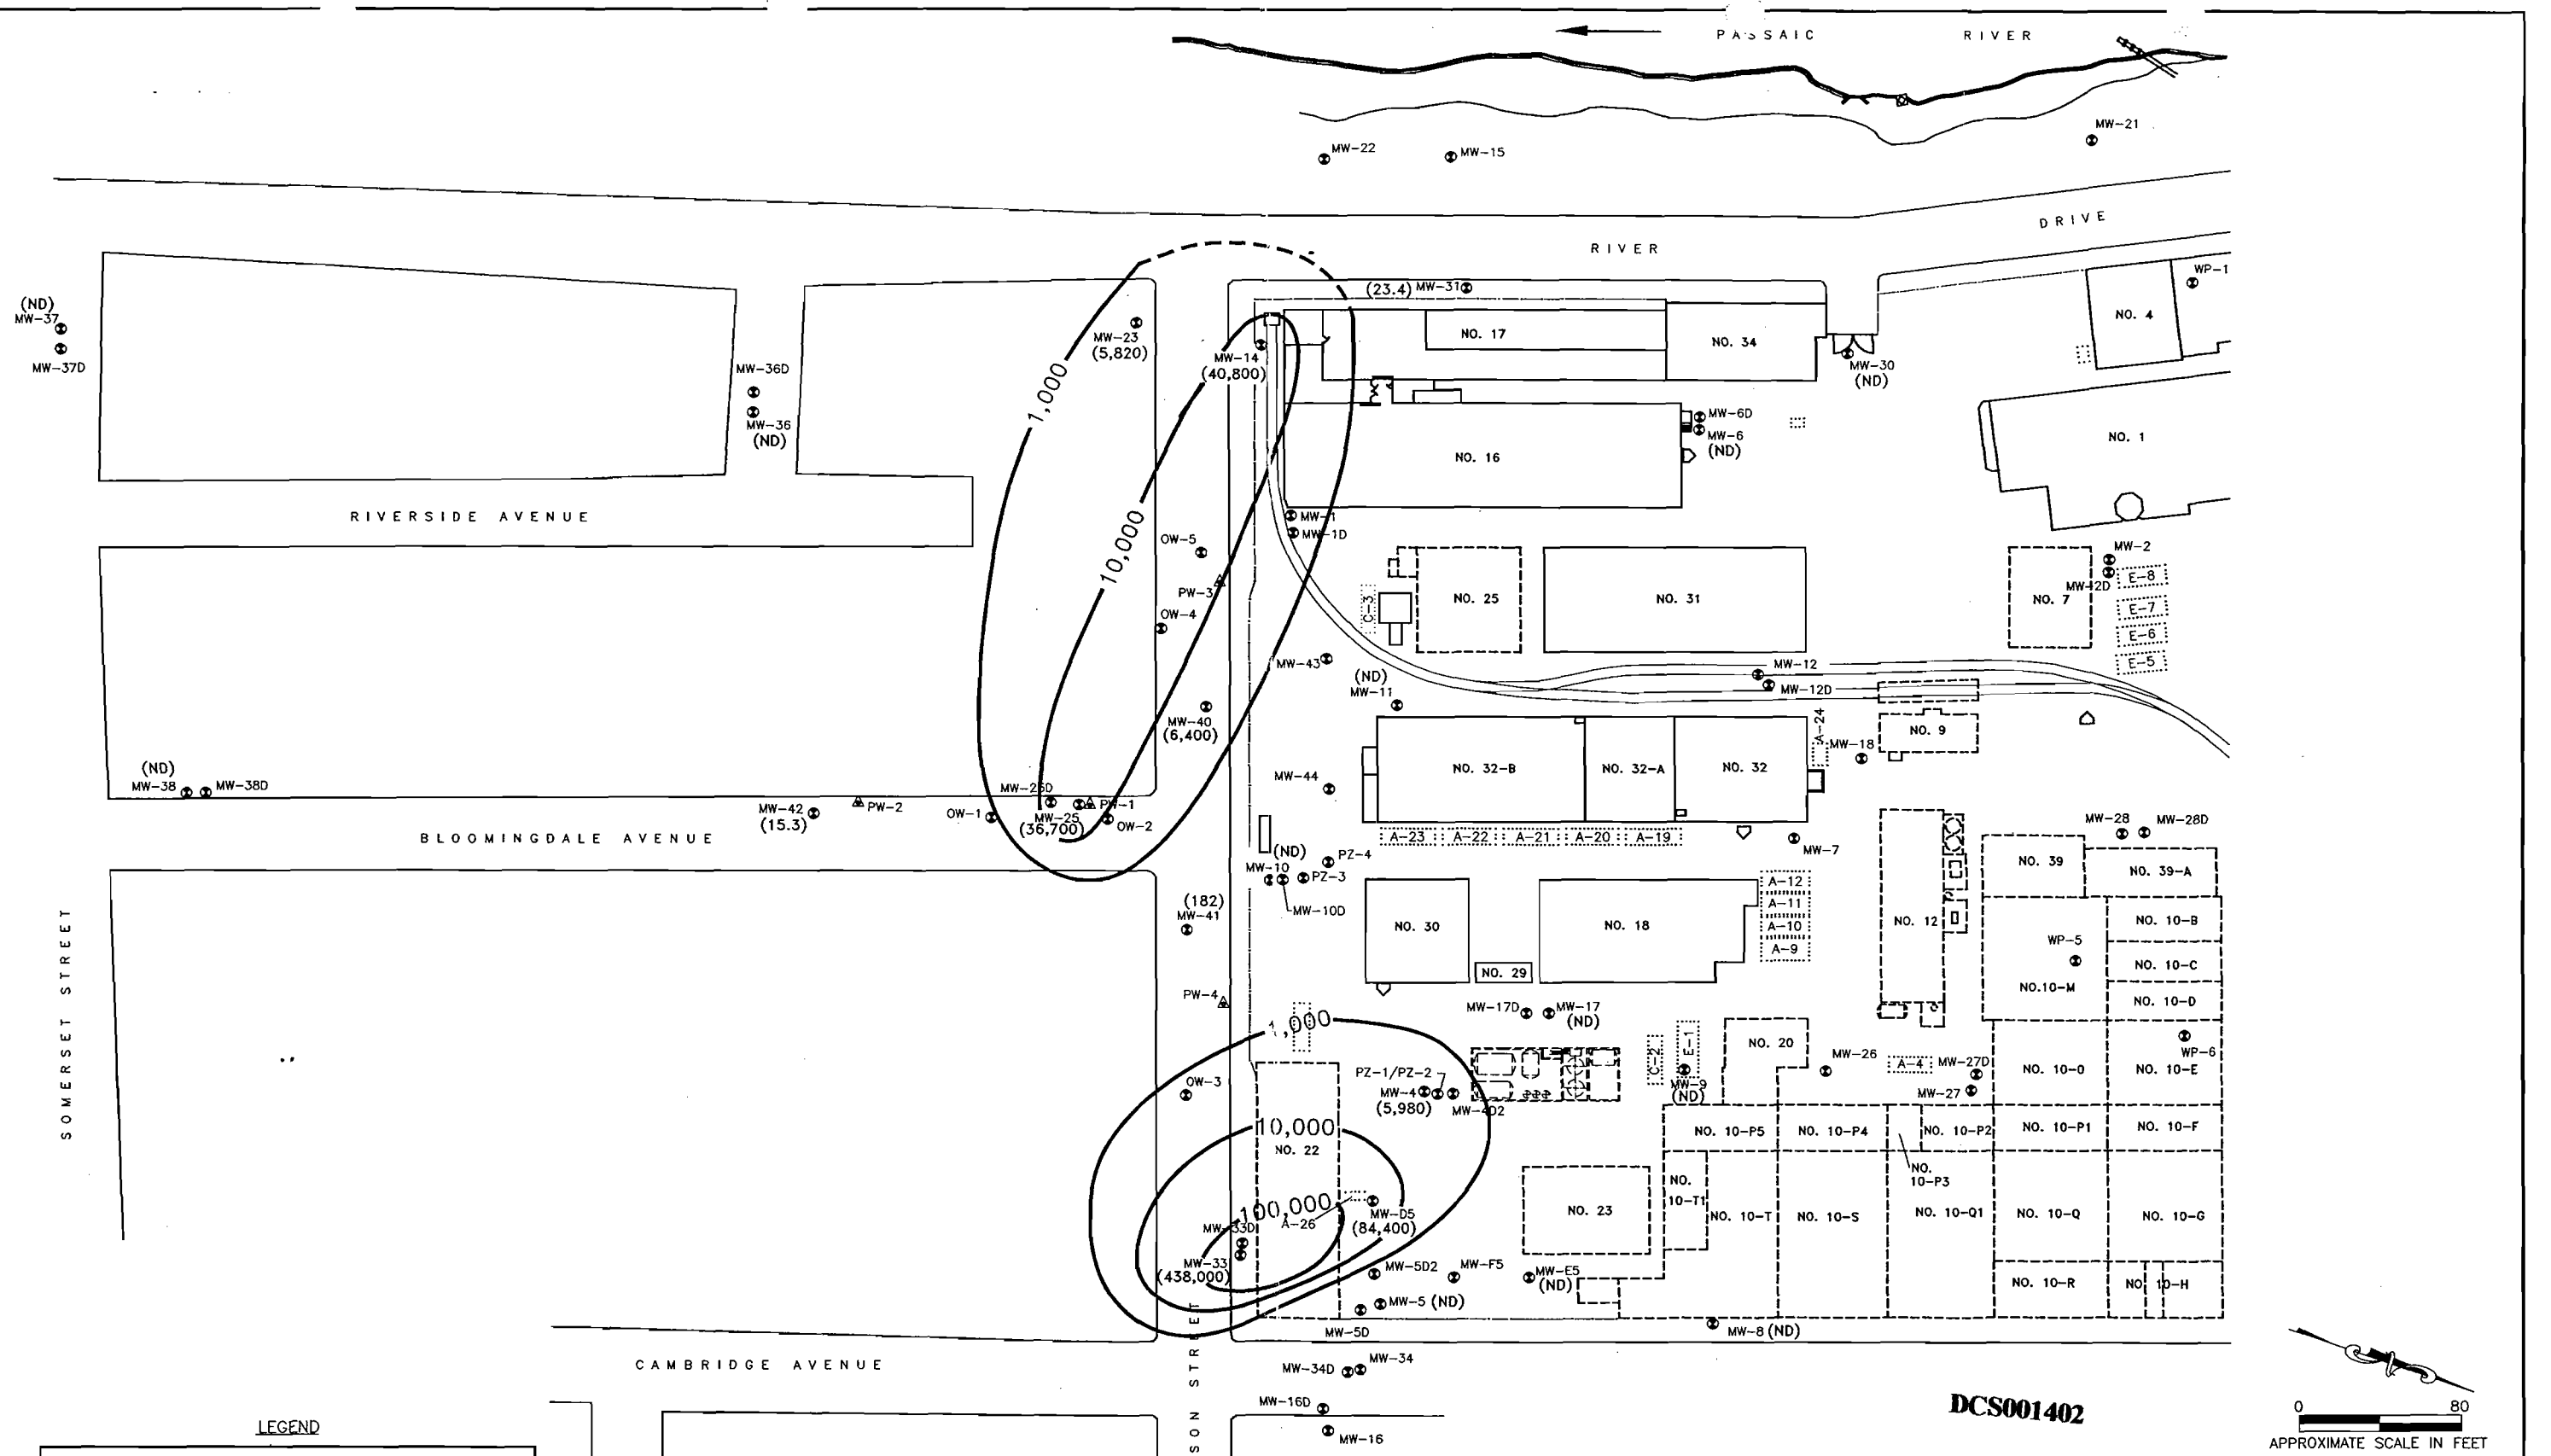 PASSAIC RIVER
MW-21
MW-22
MW-15
DRIVE
RIVER
WP-1
(ND)
MW-37
MW-37D
MW-36D
MW-36
(ND)
1,000
MW-23
(5,820)
MW-14
(40,800)
(23.4) MW-31
NO. 17
NO. 34
MW-30
(ND)
NO. 4
MW-6D
MW-6
(ND)
NO. 16
NO. 1
RIVERSIDE AVENUE
10,000
MW-1
MW-1D
OW-5
PW-3
OW-4
C-3
NO. 25
NO. 31
NO. 7
MW-2
MW-12D
E-8
E-7
E-6
E-5
MW-43
(ND)
MW-11
MW-12
MW-12D
MW-40
(6,400)
A-24
MW-18
NO. 9
NO. 32-B
NO. 32-A
NO. 32
MW-44
(ND)
MW-38
MW-38D
MW-42
(15.3)
PW-2
OW-1
MW-25D
MW-25
(36,700)
PW-1
OW-2
BLOOMINGDALE AVENUE
A-23
A-22
A-21
A-20
A-19
MW-7
MW-28
MW-28D
(ND)
MW-10
PZ-4
PZ-3
MW-10D
NO. 39
NO. 39-A
A-12
A-11
A-10
A-9
(182)
MW-41
NO. 30
NO. 18
NO. 29
NO. 12
WP-5
NO.10-M
NO. 10-B
NO. 10-C
NO. 10-D
SOMERSET STREET
PW-4
1,000
MW-17D
MW-17
(ND)
C-2
E-1
NO. 20
MW-26
A-4
MW-27D
MW-27
WP-6
NO. 10-O
NO. 10-E
OW-3
PZ-1/PZ-2
MW-4
(5,980)
MW-4D2
MW-9
(ND)
10,000
NO. 22
NO. 10-P5
NO. 10-P4
NO. 10-P2
NO. 10-P1
NO. 10-F
NO.
10-P3
100,000
A-26
MW-D5
(84,400)
NO. 23
NO.
10-T1
NO. 10-T
NO. 10-S
NO. 10-Q1
NO. 10-Q
NO. 10-G
MW-33D
MW-33
(438,000)
MW-5D2
MW-F5
MW-E5
(ND)
NO. 10-R
NO. 10-H
MW-5 (ND)
MW-5D
MW-8 (ND)
CAMBRIDGE AVENUE
SON STREET
MW-34D
MW-34
MW-16D
MW-16
DCS001402
LEGEND
0 80
APPROXIMATE SCALE IN FEET